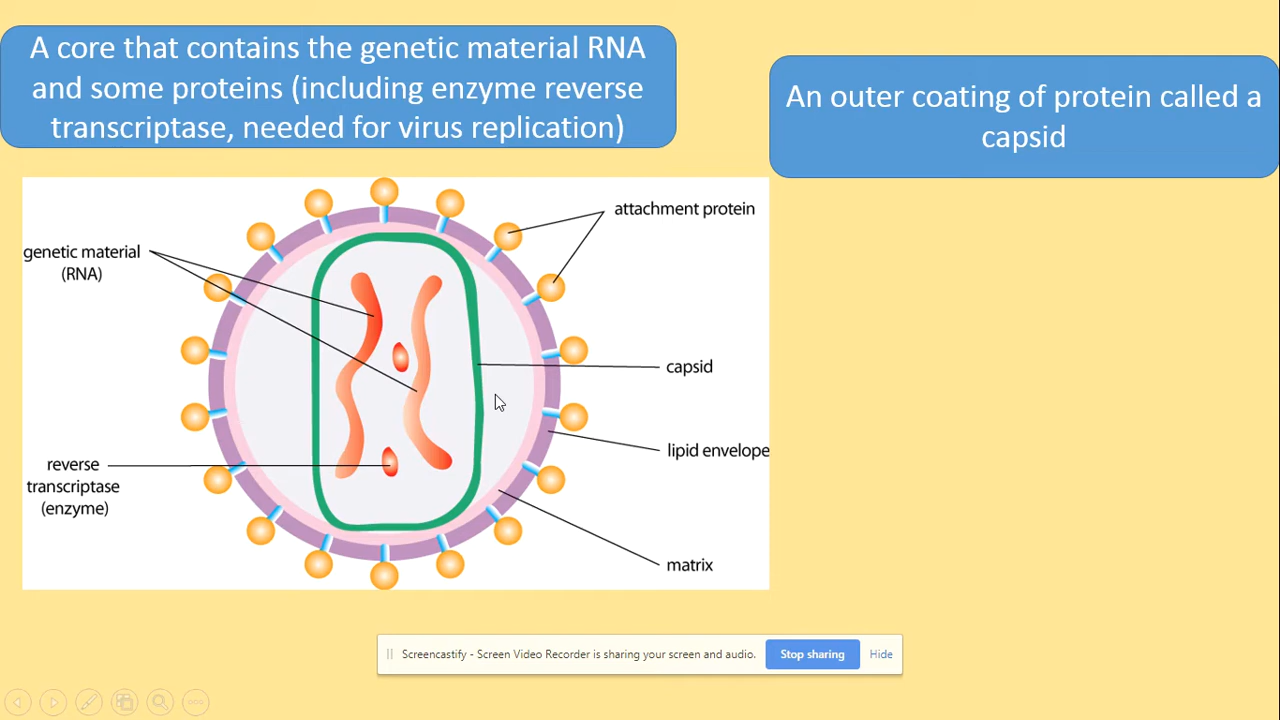 A core that contains the genetic material RNA
and some proteins (including enzyme reverse
transcriptase, needed for virus replication)
An outer coating of protein called a
capsid
attachment protein
genetic material
(RNA)
capsid
lipid envelope
reverse
transcriptase
(enzyme)
matrix
Screencastify - Screen Video Recorder is sharing your screen and audio.
Stop sharing
Hide